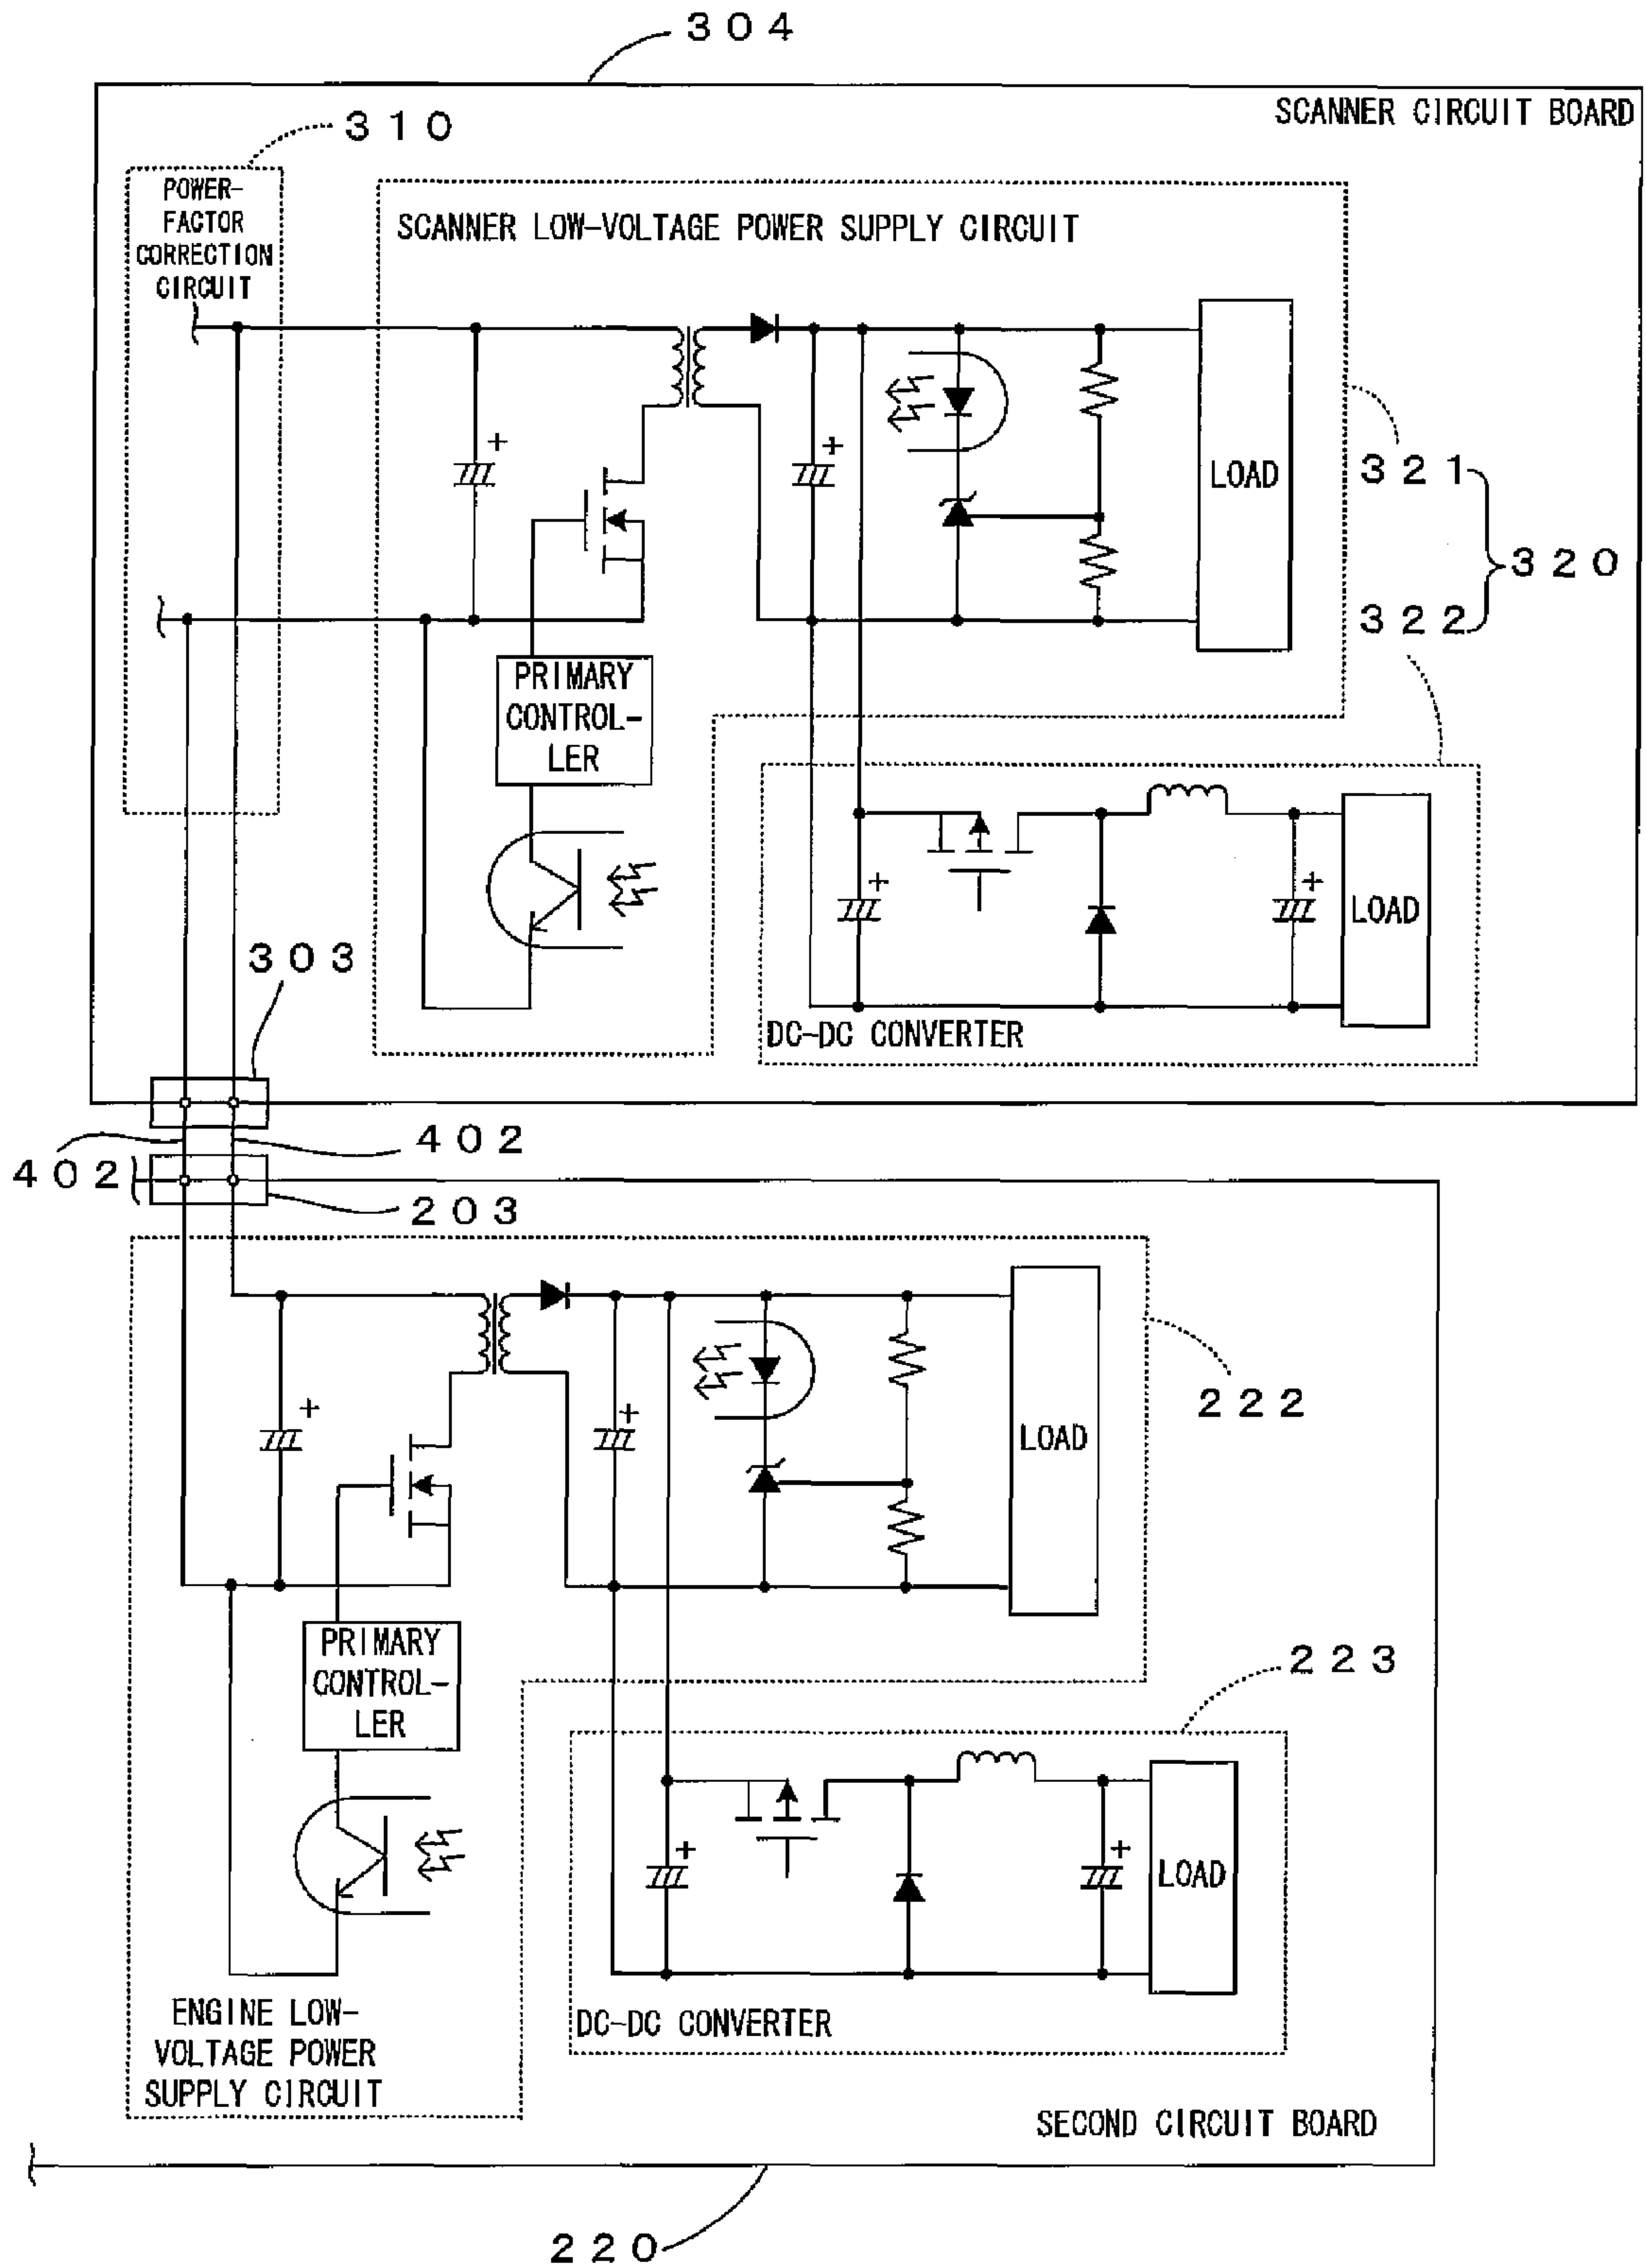 304
SCANNER CIRCUIT BOARD
310
POWER-
FACTOR
CORRECTION
CIRCUIT
SCANNER LOW-VOLTAGE POWER SUPPLY CIRCUIT
+
+
LOAD
321
320
322
PRIMARY
CONTROL-
LER
+
+
LOAD
303
DC-DC CONVERTER
402
402
203
+
+
LOAD
222
PRIMARY
CONTROL-
LER
223
+
+
LOAD
ENGINE LOW-
VOLTAGE POWER
SUPPLY CIRCUIT
DC-DC CONVERTER
SECOND CIRCUIT BOARD
220